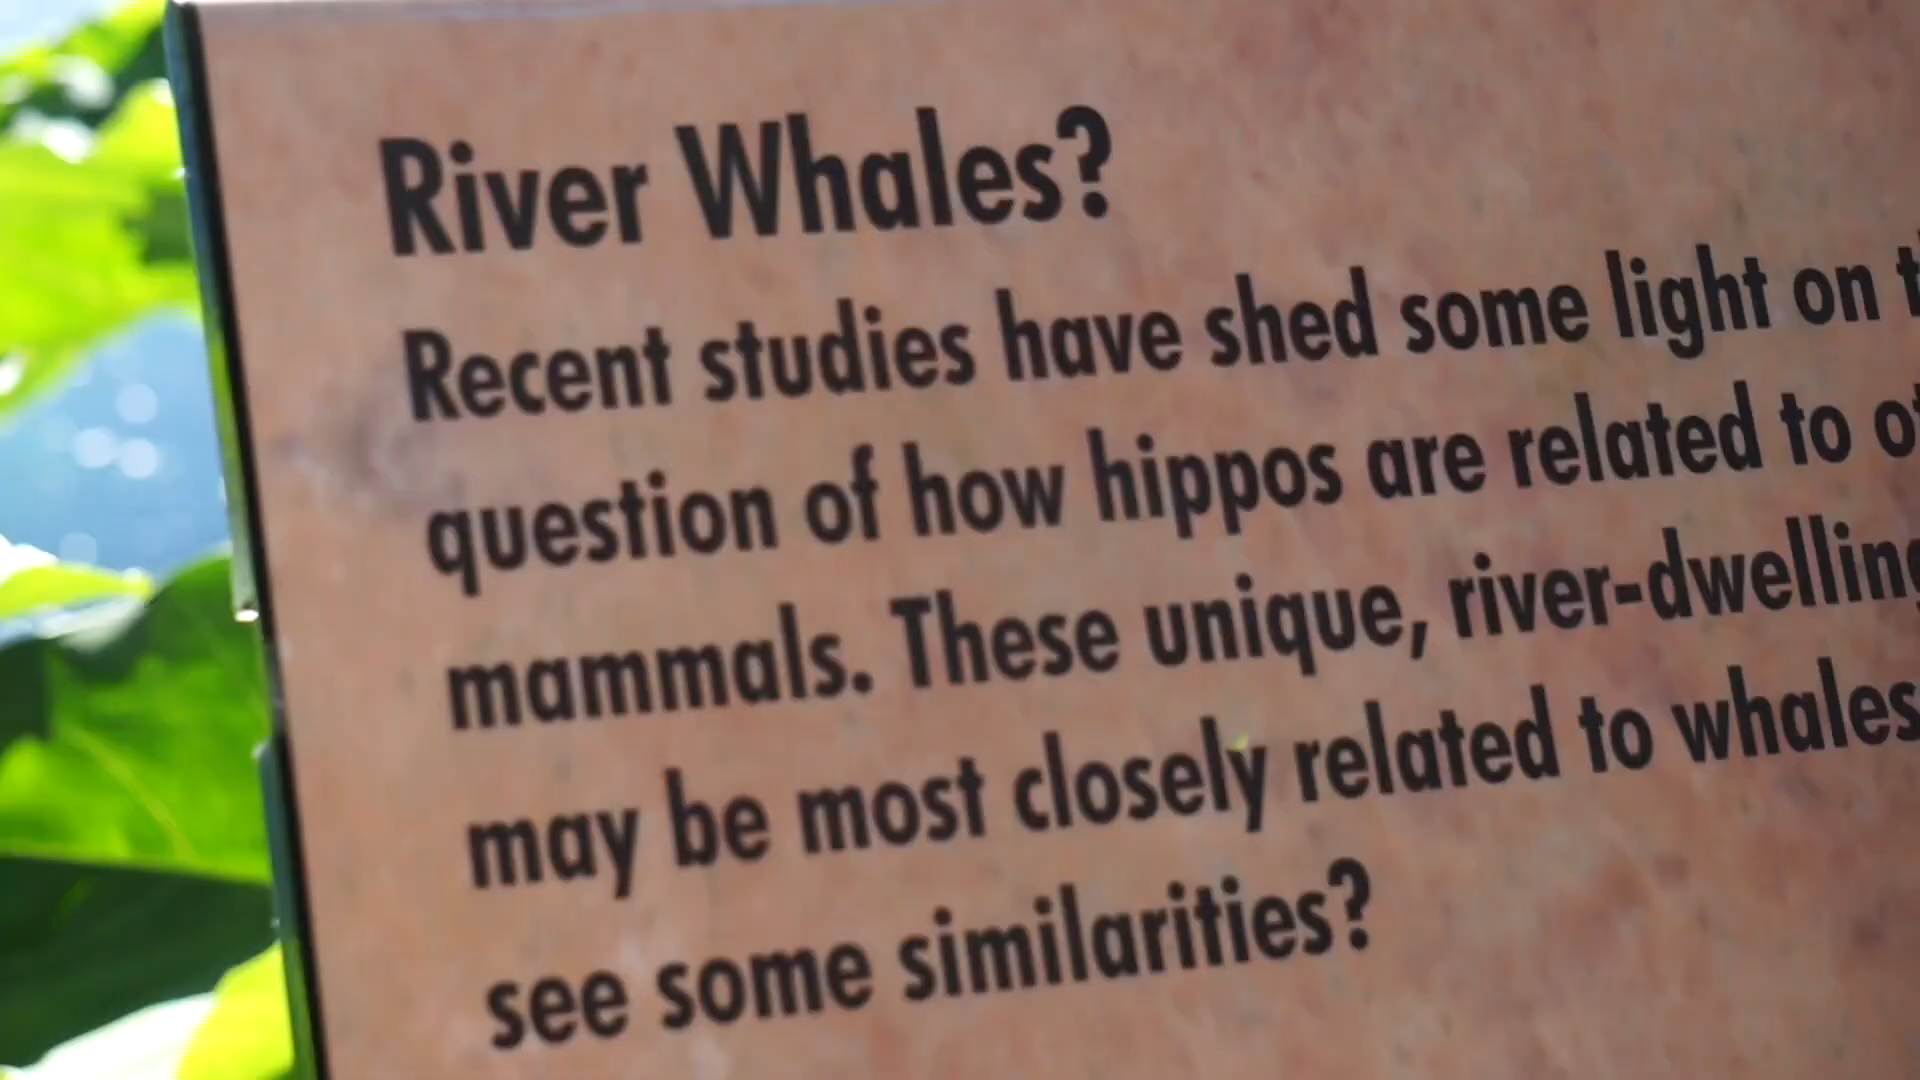 River Whales?
Recent studies have shed some light on
question of how hippos are related to
mammals. These unique, river-dwelling
may be most closely related to whales
see some similarities?